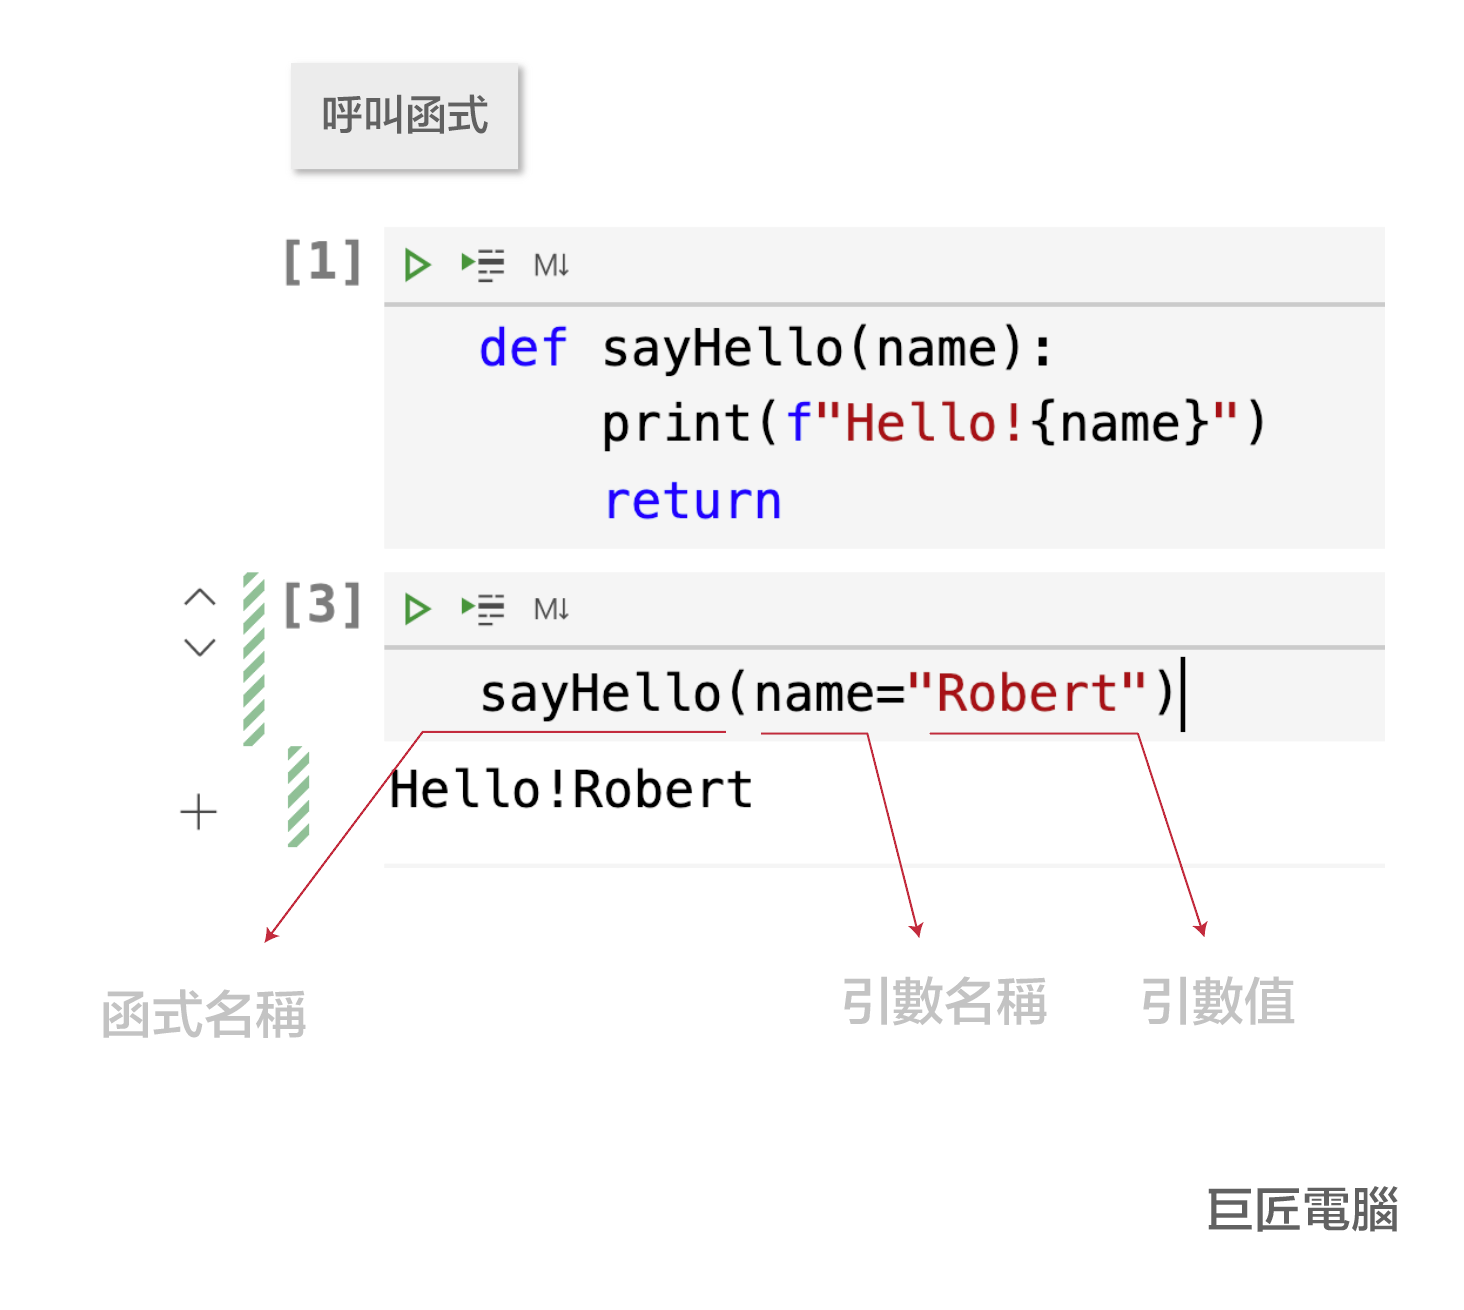 呼叫函式
[1]
M↓
def sayHello(name):
print(f"Hello!{name}")
return
[3]
M↓
sayHello(name="Robert")
Hello!Robert
函式名稱 引數名稱 引數值
巨匠電腦